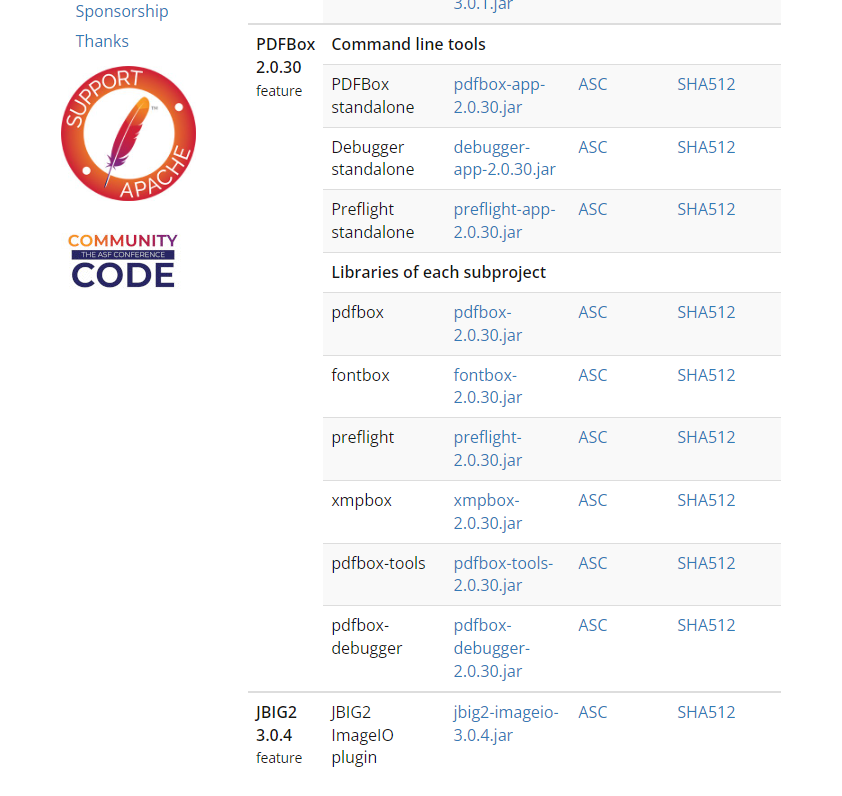 Sponsorship
Thanks
SUPPORT
APACHE
TM
COMMUNITY
THE ASF CONFERENCE
CODE
3.0.1.jar
PDFBox
2.0.30
feature
Command line tools
PDFBox
standalone
pdfbox-app-
2.0.30.jar
ASC
SHA512
Debugger
standalone
debugger-
app-2.0.30.jar
ASC
SHA512
Preflight
standalone
preflight-app-
2.0.30.jar
ASC
SHA512
Libraries of each subproject
pdfbox
pdfbox-
2.0.30.jar
ASC
SHA512
fontbox
fontbox-
2.0.30.jar
ASC
SHA512
preflight
preflight-
2.0.30.jar
ASC
SHA512
xmpbox
xmpbox-
2.0.30.jar
ASC
SHA512
pdfbox-tools
pdfbox-tools-
2.0.30.jar
ASC
SHA512
pdfbox-
debugger
pdfbox-
debugger-
2.0.30.jar
ASC
SHA512
JBIG2
3.0.4
feature
JBIG2
ImageIO
plugin
jbig2-imageio-
3.0.4.jar
ASC
SHA512